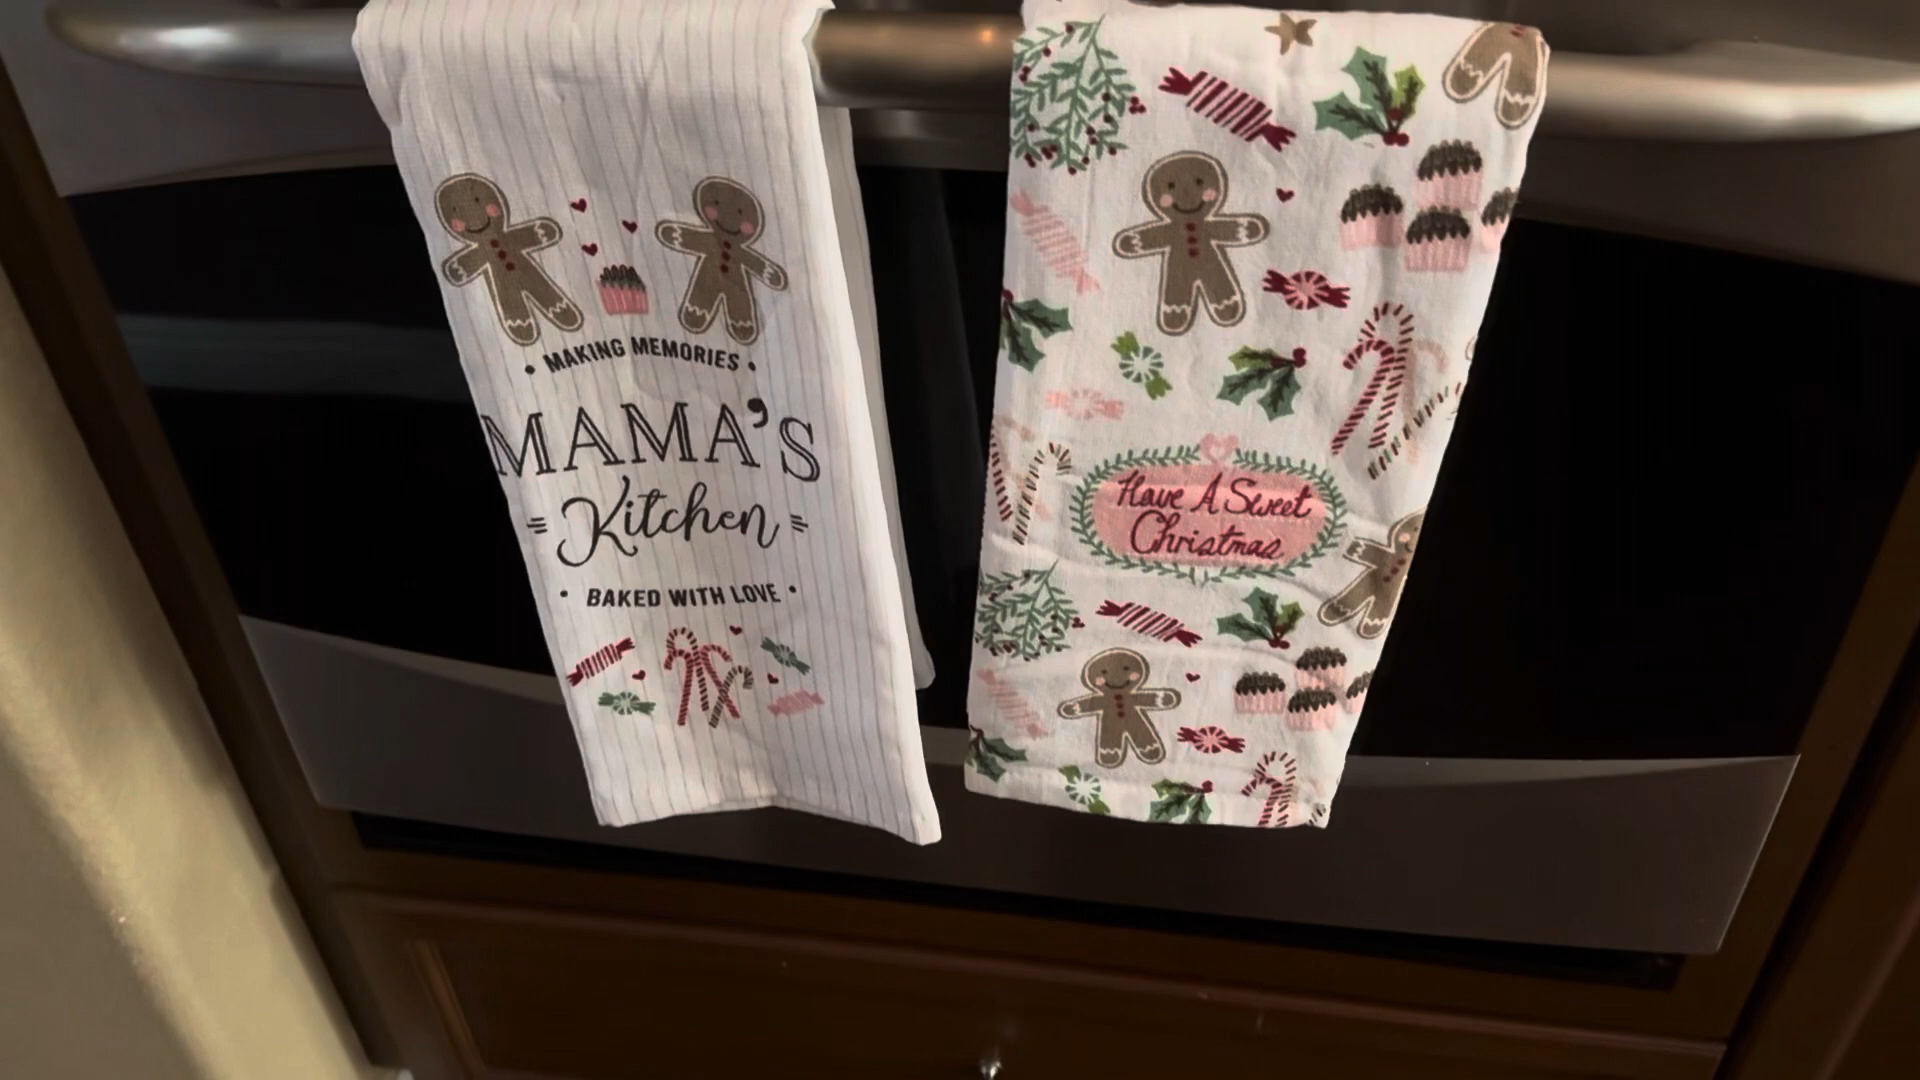 MAKING MEMORIES
MAMA'S
Kitchen
BAKED WITH LOVE
Have A Sweet
Christmas